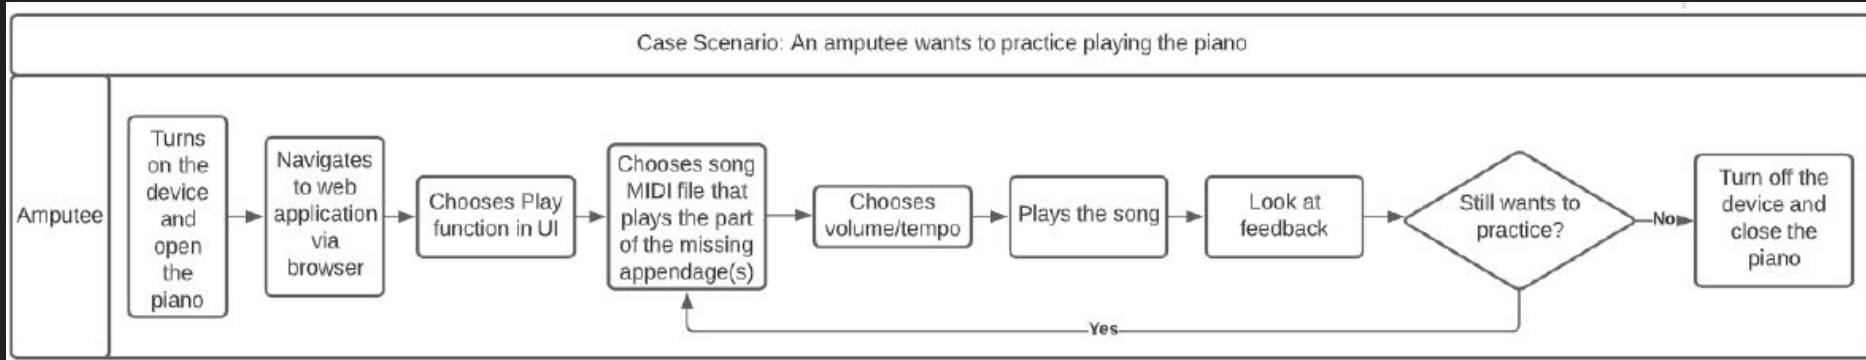 Case Scenario: An amputee wants to practice playing the piano
Amputee
Turns
on the
device
and
open
the
piano
Navigates
to web
application
via
browser
Chooses Play
function in UI
Chooses song
MIDI file that
plays the part
of the missing
appendage(s)
Chooses
volume/tempo
Plays the song
Look at
feedback
Still wants to
practice?
No
Turn off the
device and
close the
piano
Yes